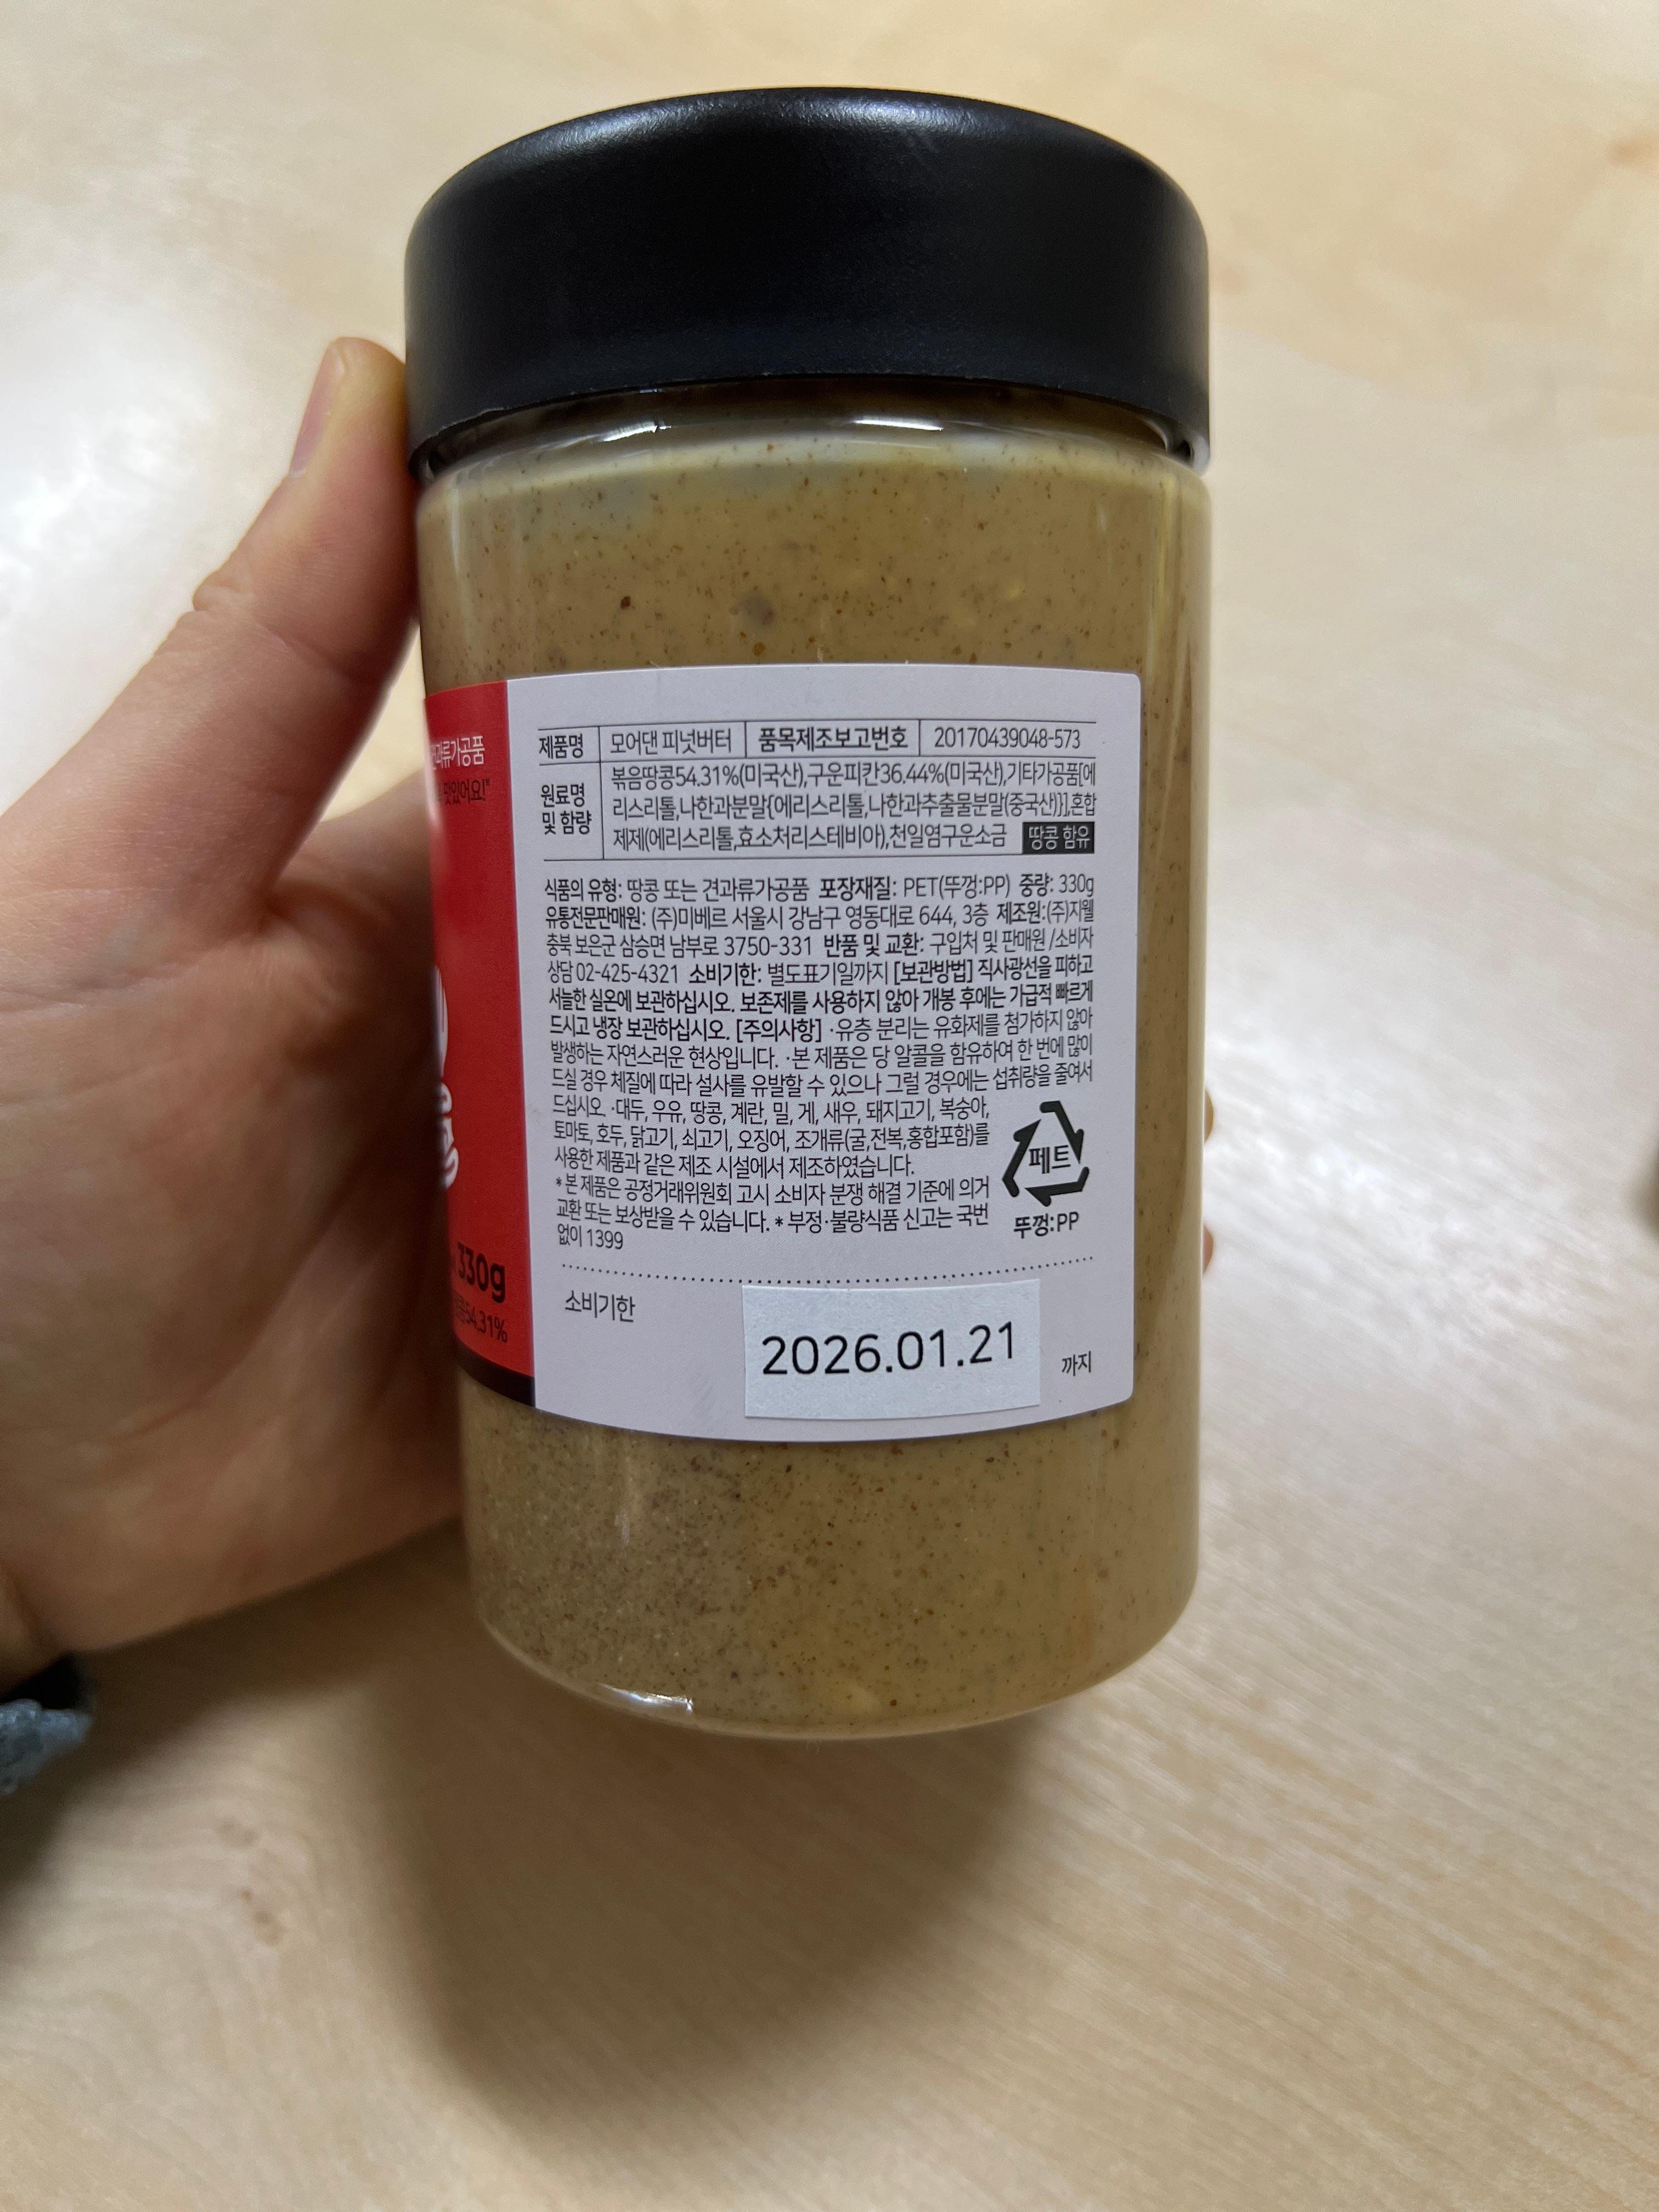 류가공품
맛있어요!"
330g
54.31%
제품명 모어댄 피넛버터 품목제조보고번호 20170439048-573
원료명
및 함량
볶음땅콩54.31%(미국산),구운피칸36.44%(미국산),기타가공품[에
리스리톨,나한과분말{에리스리톨,나한과추출물분말(중국산)}],혼합
제제(에리스리톨,효소처리스테비아),천일염구운소금 땅콩 함유
식품의 유형: 땅콩 또는 견과류가공품 포장재질: PET(뚜껑:PP) 중량: 330g
유통전문판매원: (주)미베르 서울시 강남구 영동대로 644, 3층 제조원:(주)지웰
충북 보은군 삼승면 남부로 3750-331 반품 및 교환: 구입처 및 판매원/소비자
상담 02-425-4321 소비기한: 별도표기일까지 [보관방법] 직사광선을 피하고
서늘한 실온에 보관하십시오. 보존제를 사용하지 않아 개봉 후에는 가급적 빠르게
드시고 냉장 보관하십시오. [주의사항] ·유층 분리는 유화제를 첨가하지 않아
발생하는 자연스러운 현상입니다. ·본 제품은 당 알콜을 함유하여 한 번에 많이
드실 경우 체질에 따라 설사를 유발할 수 있으나 그럴 경우에는 섭취량을 줄여서
드십시오. ·대두, 우유, 땅콩, 계란, 밀, 게, 새우, 돼지고기, 복숭아,
토마토, 호두, 닭고기, 쇠고기, 오징어, 조개류(굴,전복,홍합포함)를
사용한 제품과 같은 제조 시설에서 제조하였습니다.
*본 제품은 공정거래위원회 고시 소비자 분쟁 해결 기준에 의거
교환 또는 보상받을 수 있습니다. *부정·불량식품 신고는 국번
없이 1399
페트
뚜껑:PP
소비기한
2026.01.21
까지